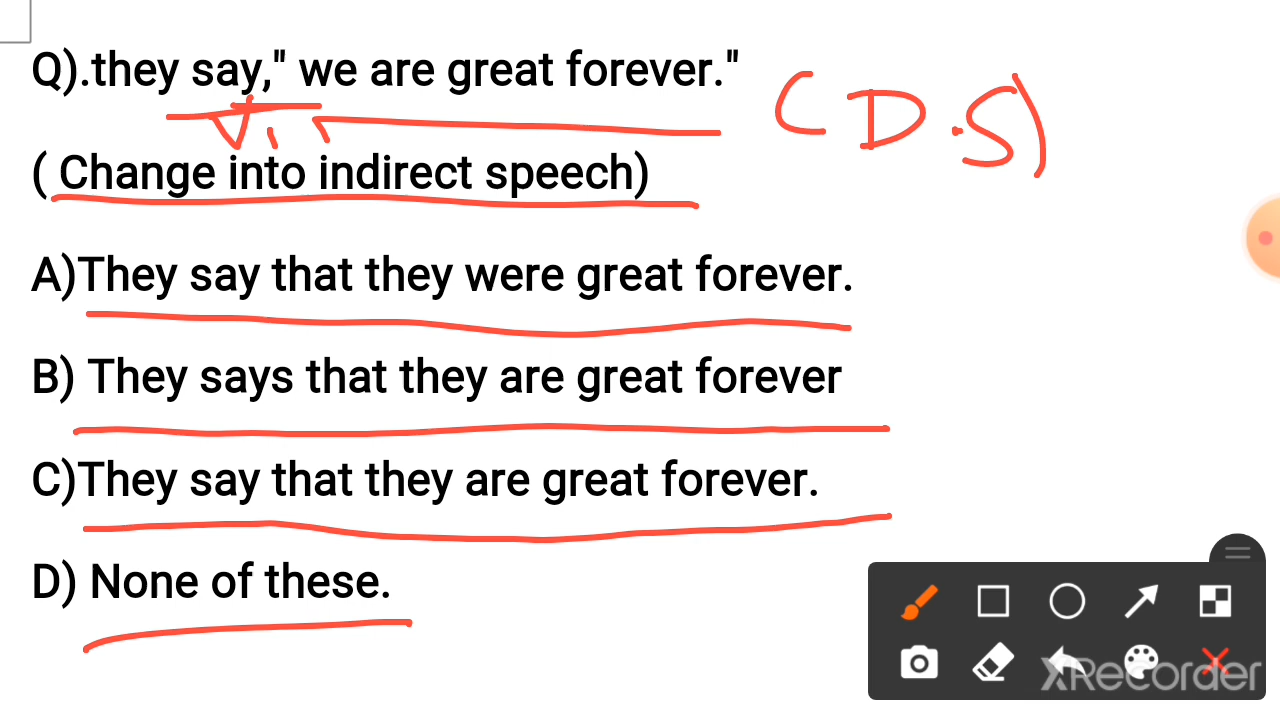 Q).they say," we are great forever."
(D.S)
( Change into indirect speech)
A)They say that they were great forever.
B) They says that they are great forever
C)They say that they are great forever.
D) None of these.
XRecorder